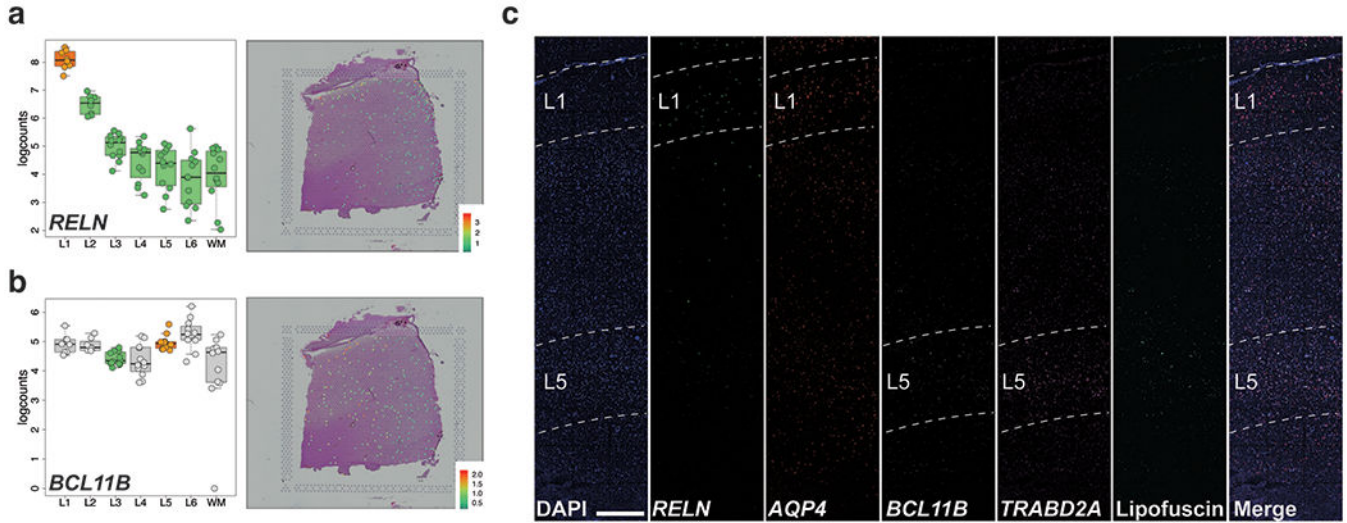 a
logcounts
8
7
6
5
4
3
2
RELN
L1 L2 L3 L4 L5 L6 WM
3
2
1
b
logcounts
6
5
4
3
2
1
0
BCL11B
L1 L2 L3 L4 L5 L6 WM
2.0
1.5
1.0
0.5
c
L1 L1 L1 L1
L5 L5 L5 L5
DAPI RELN AQP4 BCL11B TRABD2A Lipofuscin Merge